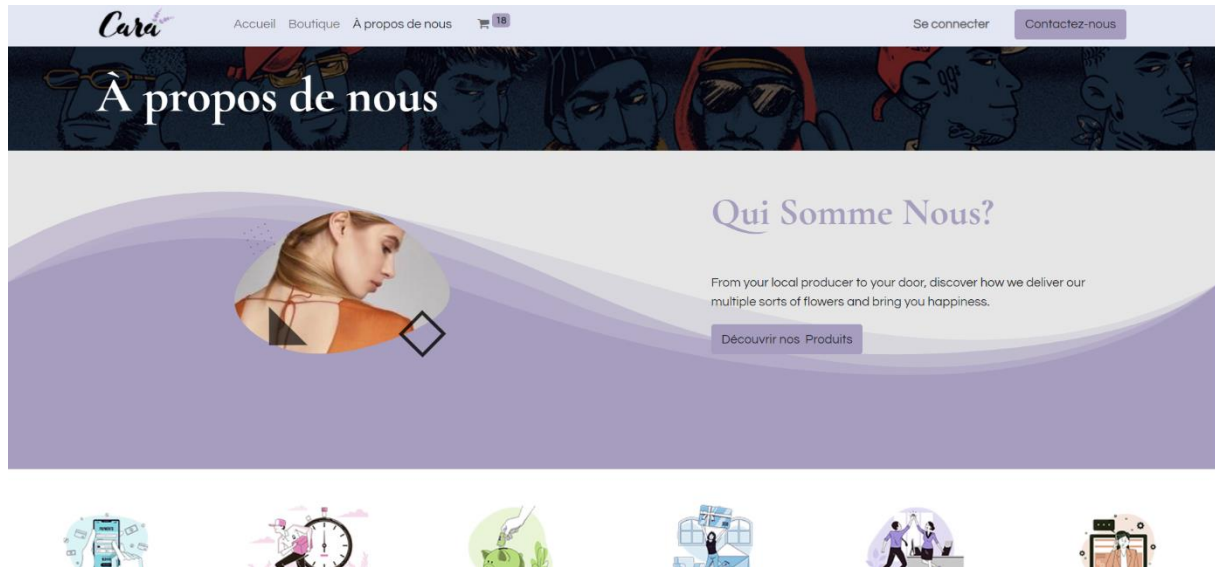 Cara
Accueil Boutique À propos de nous 18
Se connecter Contactez-nous
À propos de nous
99'
Qui Somme Nous?
From your local producer to your door, discover how we deliver our
multiple sorts of flowers and bring you happiness.
Découvrir nos Produits